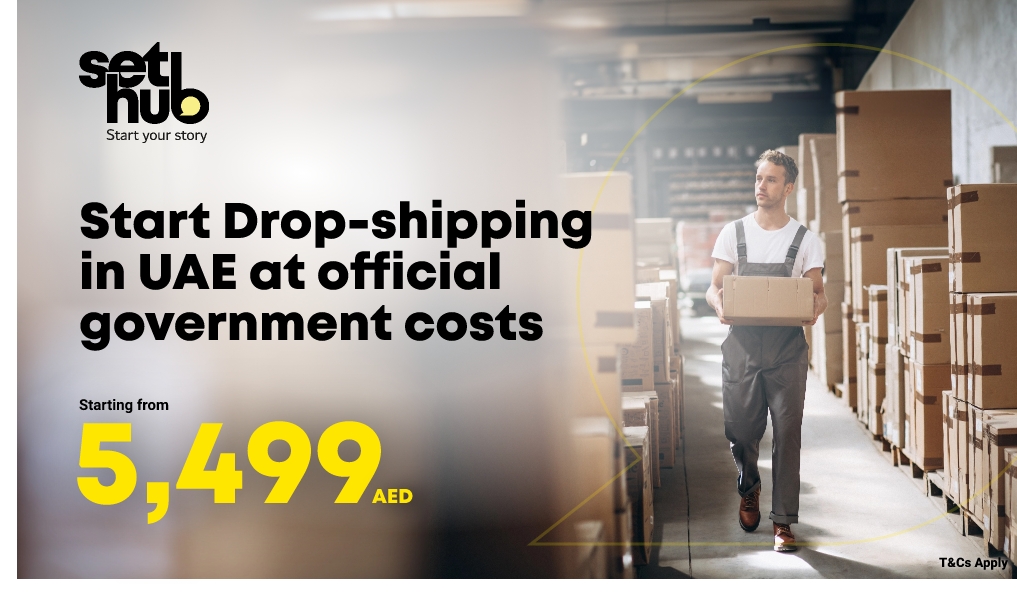 seti
hub
Start your story
Start Drop-shipping
in UAE at official
government costs
Starting from
5,499 AED
T&Cs Apply